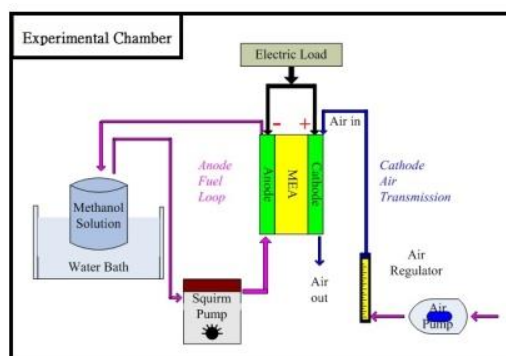 Experimental Chamber
Electric Load
-
+
Air in
Anode
Fuel
Loop
Anode
MEA
Cathode
Cathode
Air
Transmission
Methanol
Solution
Water Bath
Squirm
Pump
Air
out
Air
Regulator
Air
Pump